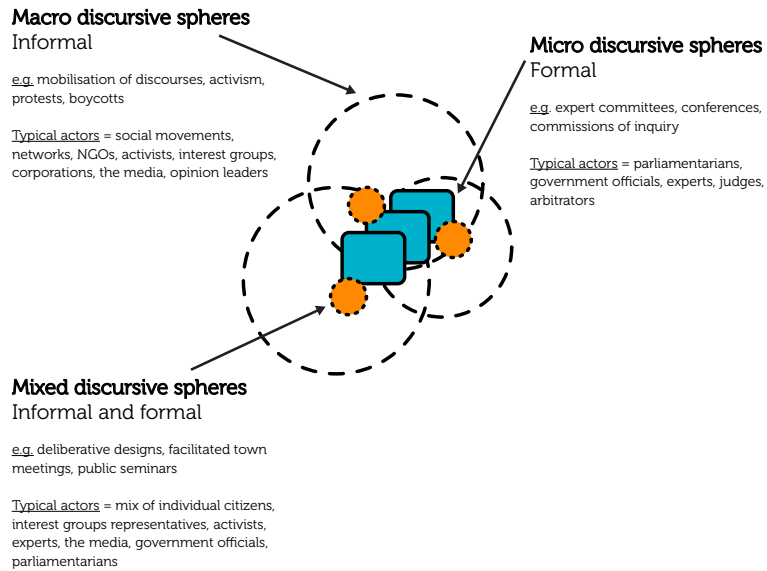 Macro discursive spheres
Informal
e.g. mobilisation of discourses, activism,
protests, boycotts
Typical actors = social movements,
networks, NGOs, activists, interest groups,
corporations, the media, opinion leaders
Micro discursive spheres
Formal
e.g. expert committees, conferences,
commissions of inquiry
Typical actors = parliamentarians,
government officials, experts, judges,
arbitrators
Mixed discursive spheres
Informal and formal
e.g. deliberative designs, facilitated town
meetings, public seminars
Typical actors = mix of individual citizens,
interest groups representatives, activists,
experts, the media, government officials,
parliamentarians